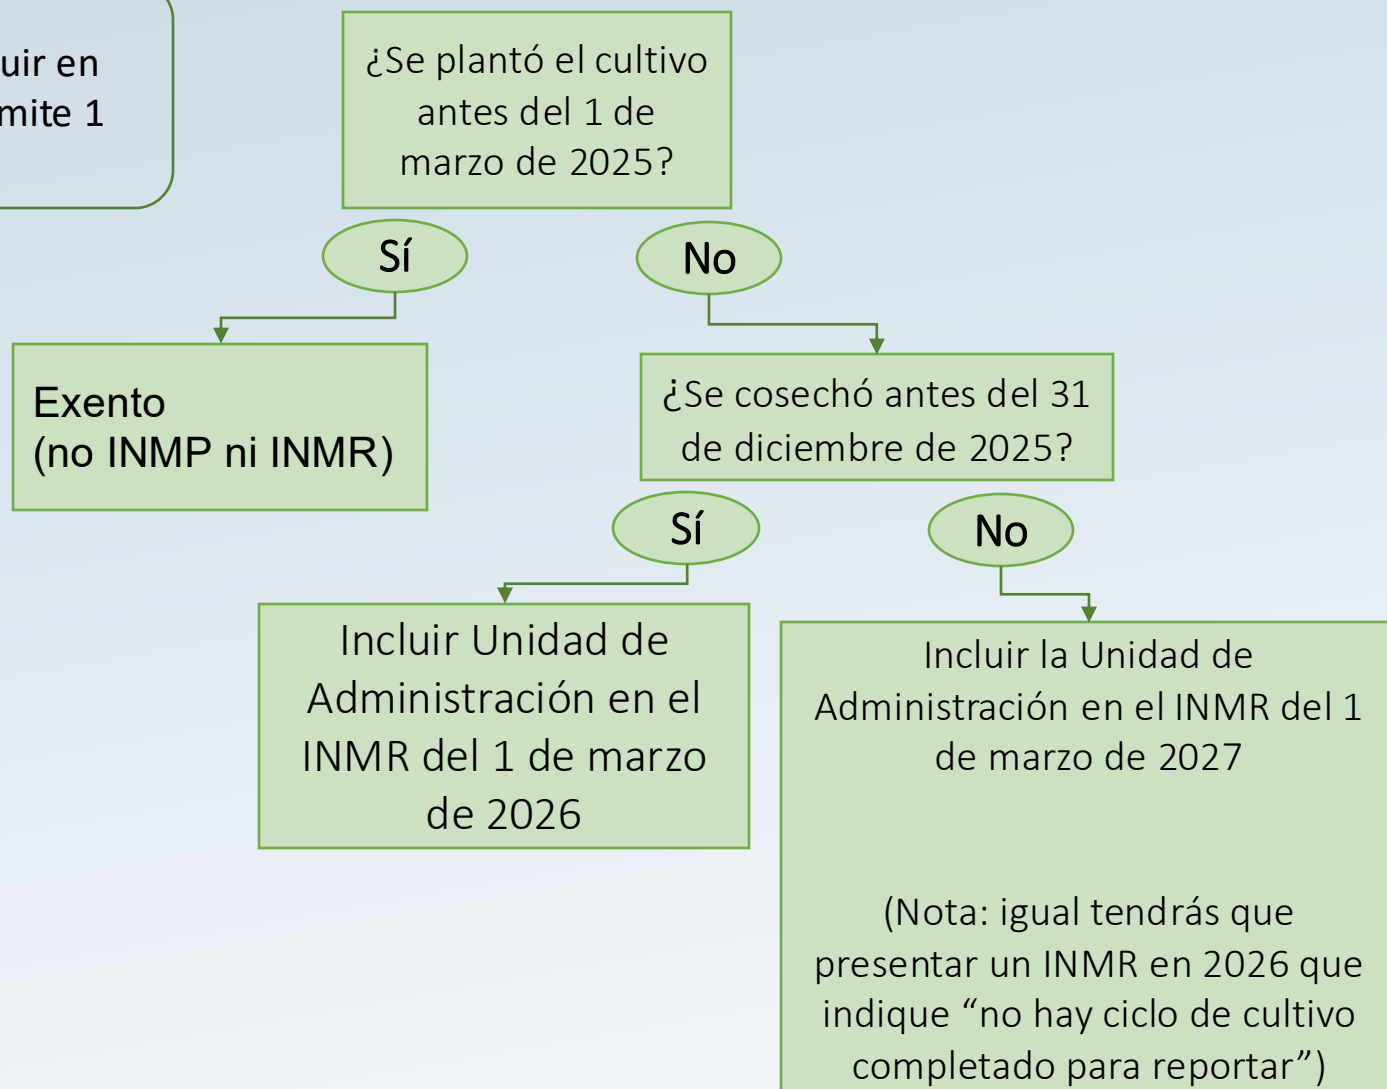 uir en
mite 1
¿Se plantó el cultivo
antes del 1 de
marzo de 2025?
Sí
No
Exento
(no INMP ni INMR)
¿Se cosechó antes del 31
de diciembre de 2025?
Sí
No
Incluir Unidad de
Administración en el
INMR del 1 de marzo
de 2026
Incluir la Unidad de
Administración en el INMR del 1
de marzo de 2027
(Nota: igual tendrás que
presentar un INMR en 2026 que
indique “no hay ciclo de cultivo
completado para reportar”)